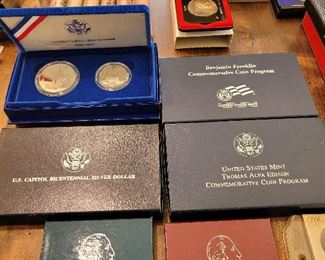 Benjamin Franklin
Commemorative Coin Program
U.S. CAPITOL BICENTENNIAL SILVER DOLLAR
UNITED STATES MINT
THOMAS ALVA EDISON
COMMEMORATIVE COIN PROGRAM